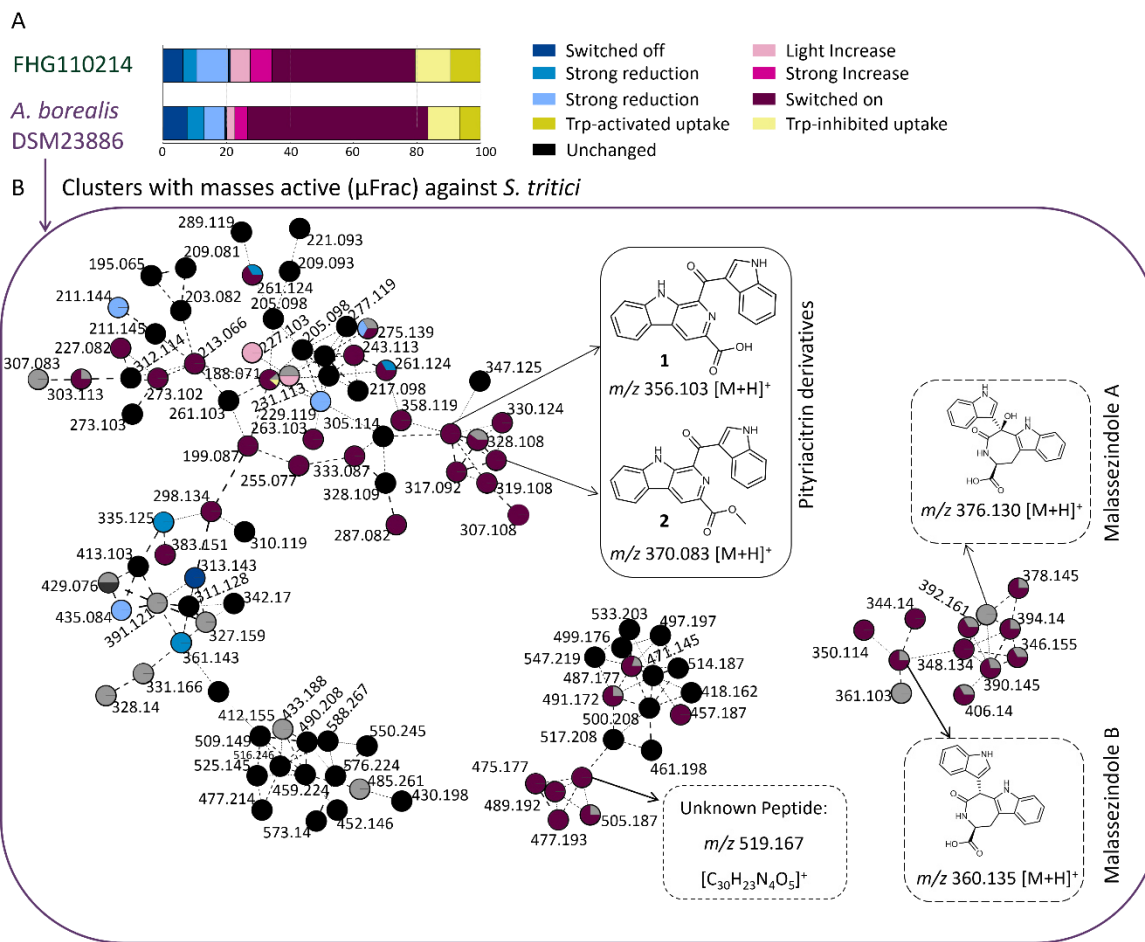 A
FHG110214
A. borealis
DSM23886
0 20 40 60 80 100
Switched off
Strong reduction
Strong reduction
Trp-activated uptake
Unchanged
Light Increase
Strong Increase
Switched on
Trp-inhibited uptake
B Clusters with masses active (µFrac) against S. tritici
289.119
221.093
209.081
209.093
195.065
261.124
203.082
205.098
211.144
211.145
227.082
312.114
213.066
227.103
205.098
277.119
275.139
243.113
261.124
307.083
303.113
273.102
188.071
231.113
217.098
347.125
273.103
261.103
229.119
263.103
305.114
358.119
330.124
328.108
199.087
255.077
333.087
328.109
317.092
319.108
287.082
307.108
298.134
335.125
383.151
310.119
413.103
313.143
311.128
429.076
342.17
435.084
391.121
327.159
361.143
331.166
328.14
412.155
433.188
490.208
588.267
509.149
550.245
516.246
525.145
576.224
485.261
459.224
477.214
430.198
573.14
452.146
533.203
497.197
499.176
547.219
487.177
471.145
514.187
491.172
418.162
457.187
500.208
517.208
461.198
475.177
489.192
477.193
505.187
NH
O
NH
N
O
OH
1
m/z 356.103 [M+H]+
NH
O
NH
N
O
O
2
m/z 370.083 [M+H]+
Pityriacitrin derivatives
Unknown Peptide:
m/z 519.167
[C30H23N4O5]+
HN
OH
H
N
O
HN
HO
O
m/z 376.130 [M+H]+
Malassezindole A
344.14
392.161
378.145
394.14
350.114
348.134
346.155
361.103
390.145
406.14
HN
H
N
O
HN
HO
O
m/z 360.135 [M+H]+
Malassezindole B